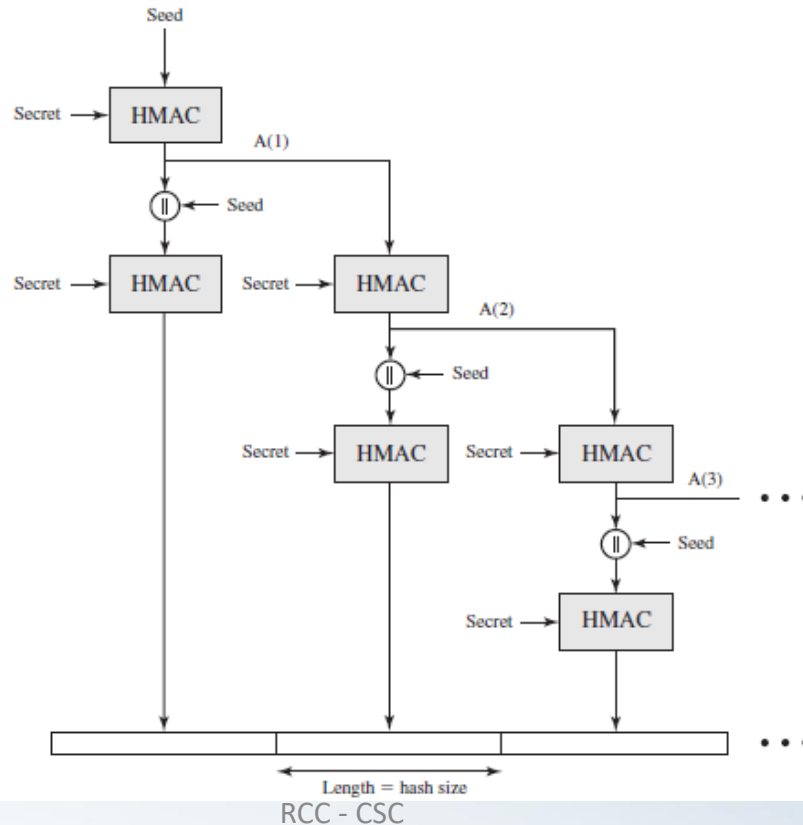 Seed
Secret
HMAC
A(1)
||
Seed
Secret
HMAC
Secret
HMAC
A(2)
||
Seed
Secret
HMAC
Secret
HMAC
A(3)
• • •
||
Seed
Secret
HMAC
• • •
Length = hash size
RCC - CSC